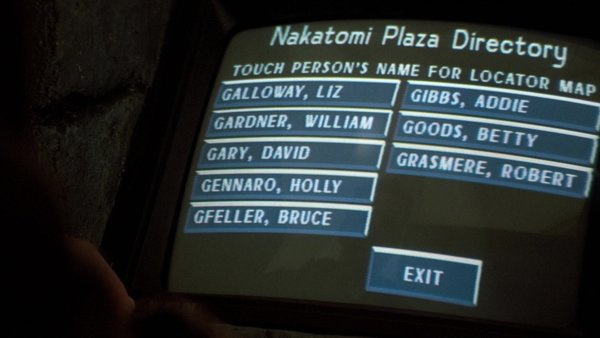 Nakatomi Plaza Directory
TOUCH PERSON'S NAME FOR LOCATOR MAP
GALLOWAY, LIZ
GARDNER, WILLIAM
GARY, DAVID
GENNARO, HOLLY
GFELLER, BRUCE
GIBBS, ADDIE
GOODS, BETTY
GRASMERE, ROBERT
EXIT